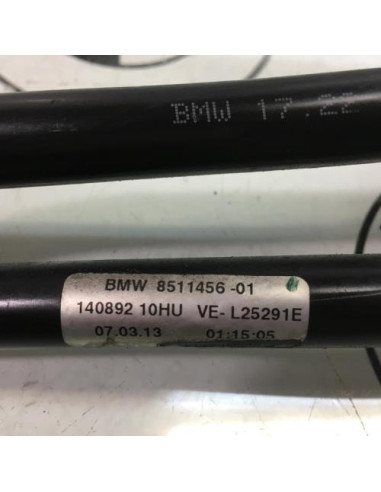 BMW 17.22
BMW 8511456 -01
140892 10HU VE- L25291E
07.03.13 01:15:05